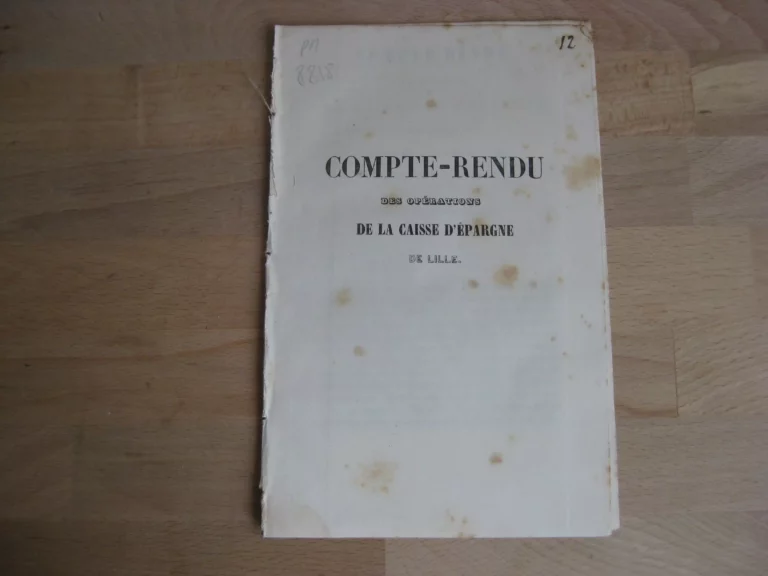 12
COMPTE-RENDU
DES OPÉRATIONS
DE LA CAISSE D'ÉPARGNE
DE LILLE.